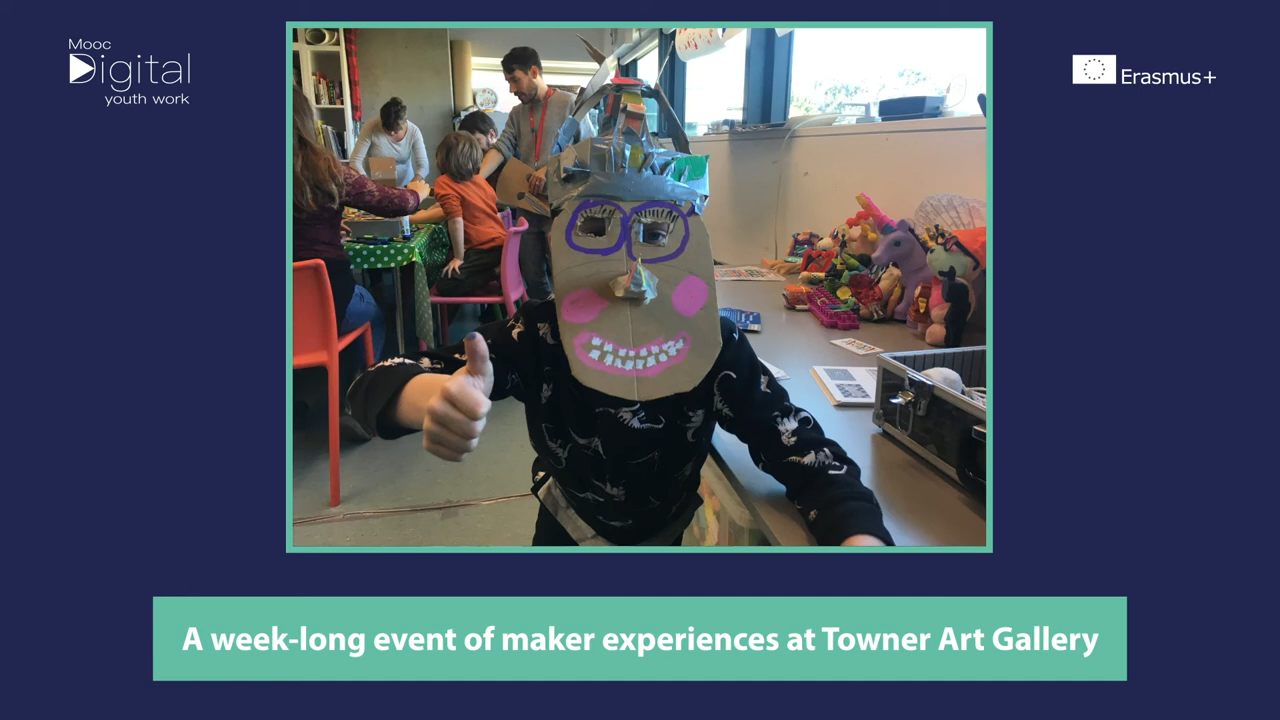 Mooc
Digital
youth work
Erasmus+
A week-long event of maker experiences at Towner Art Gallery